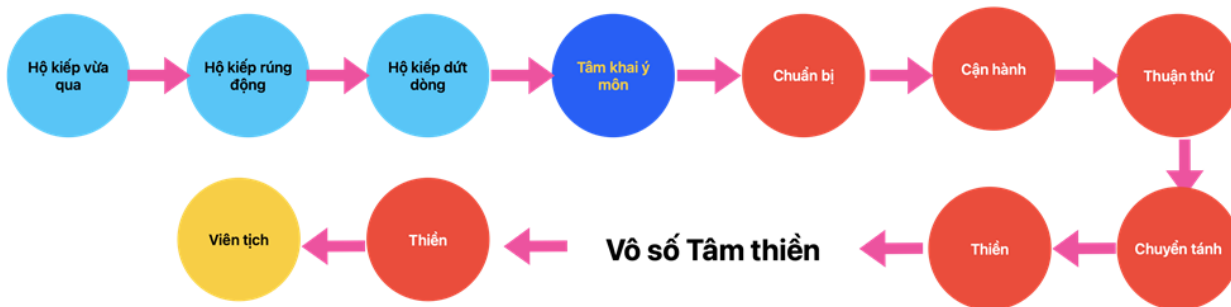 Hộ kiếp vừa
qua
Hộ kiếp rúng
động
Hộ kiếp dứt
dòng
Tâm khai ý
môn
Chuẩn bị
Cận hành
Thuận thứ
Chuyển tánh
Thiền
Vô số Tâm thiền
Thiền
Viên tịch